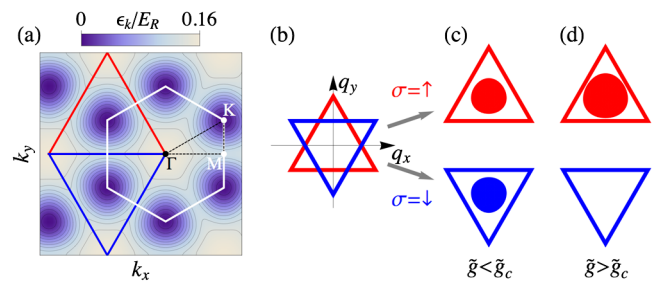 (a)
ϵ_k/E_R
0
0.16
k_y
k_x
K
Γ
M
(b)
q_y
q_x
σ=↑
σ=↓
(c)
g̃<g̃_c
(d)
g̃>g̃_c